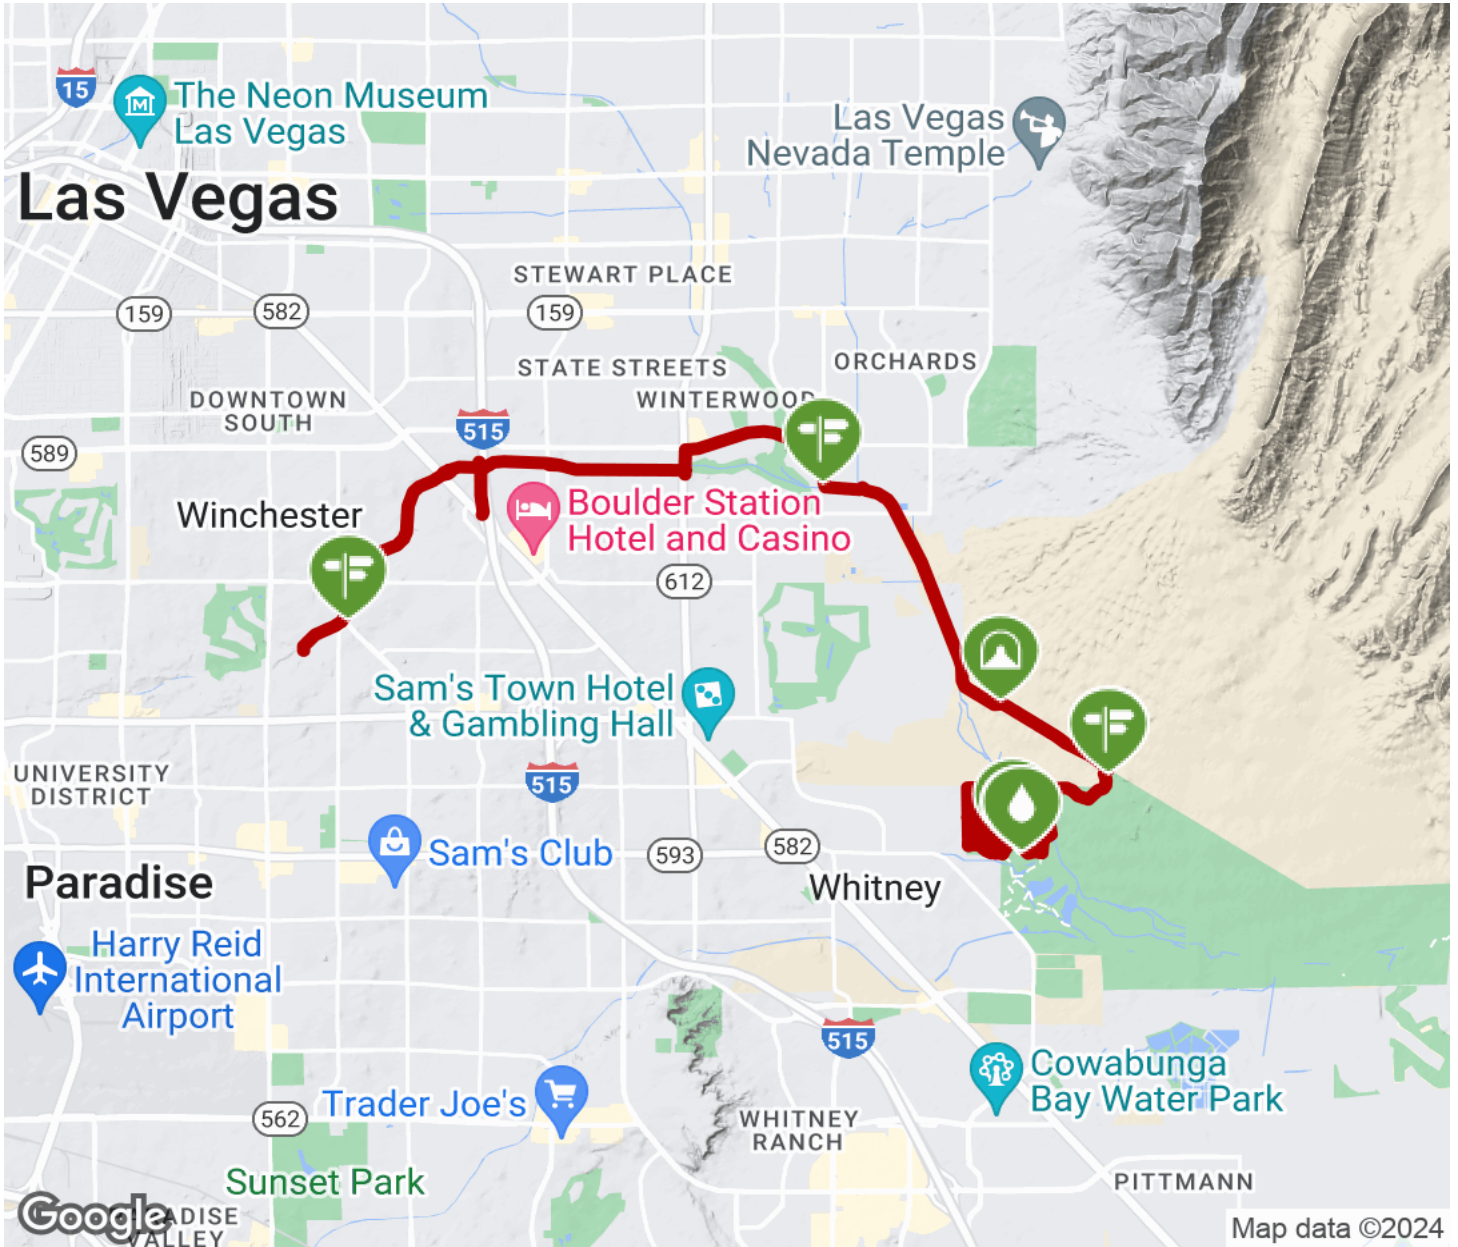 15
The Neon Museum
Las Vegas
Las Vegas
Nevada Temple
Las Vegas
STEWART PLACE
159
582
159
STATE STREETS
ORCHARDS
DOWNTOWN
SOUTH
WINTERWOOD
515
589
Winchester
Boulder Station
Hotel and Casino
612
Sam's Town Hotel
& Gambling Hall
UNIVERSITY
DISTRICT
515
Sam's Club
593
582
Paradise
Whitney
Harry Reid
International
Airport
515
Cowabunga
Bay Water Park
Trader Joe's
562
WHITNEY
RANCH
Sunset Park
PITTMANN
Google
PARADISE
VALLEY
Map data ©2024